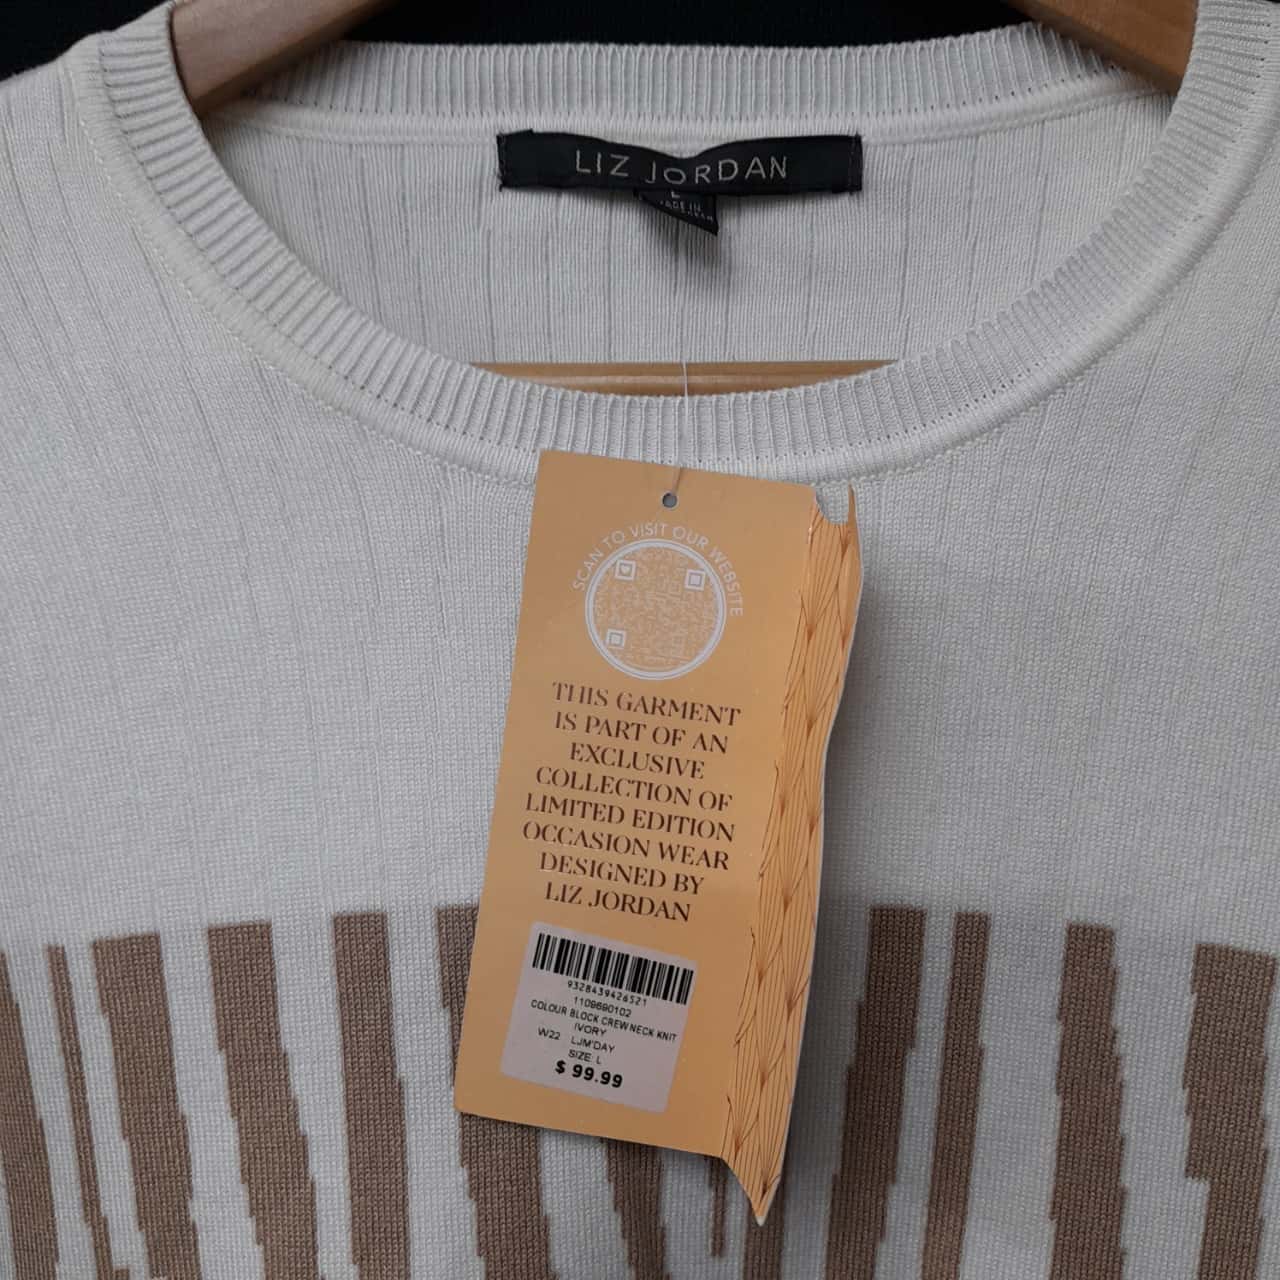 LIZ JORDAN
L
MADE IN
SCAN TO VISIT OUR WEBSITE
THIS GARMENT
IS PART OF AN
EXCLUSIVE
COLLECTION OF
LIMITED EDITION
OCCASION WEAR
DESIGNED BY
LIZ JORDAN
9328439426521
1109690102
COLOUR BLOCK CREW NECK KNIT
IVORY
W22 LJM'DAY
SIZE: L
$ 99.99